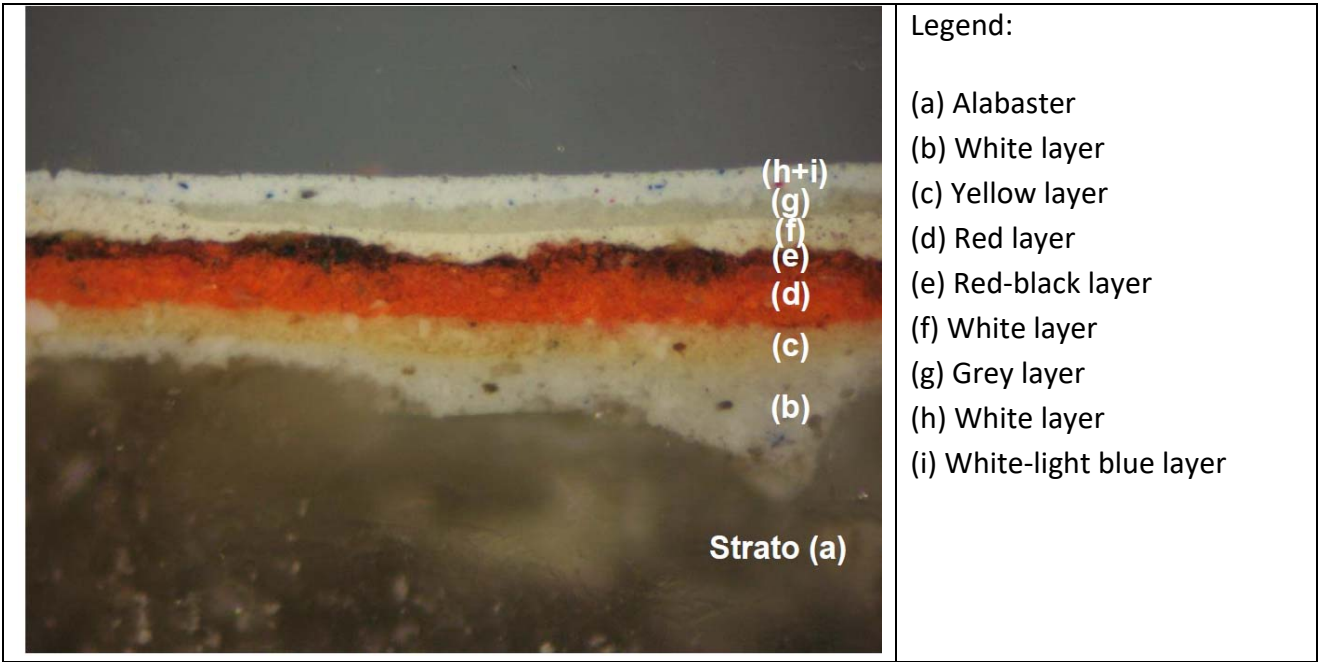 (h+i)
(g)
(f)
(e)
(d)
(c)
(b)
Strato (a)
Legend:
(a) Alabaster
(b) White layer
(c) Yellow layer
(d) Red layer
(e) Red-black layer
(f) White layer
(g) Grey layer
(h) White layer
(i) White-light blue layer